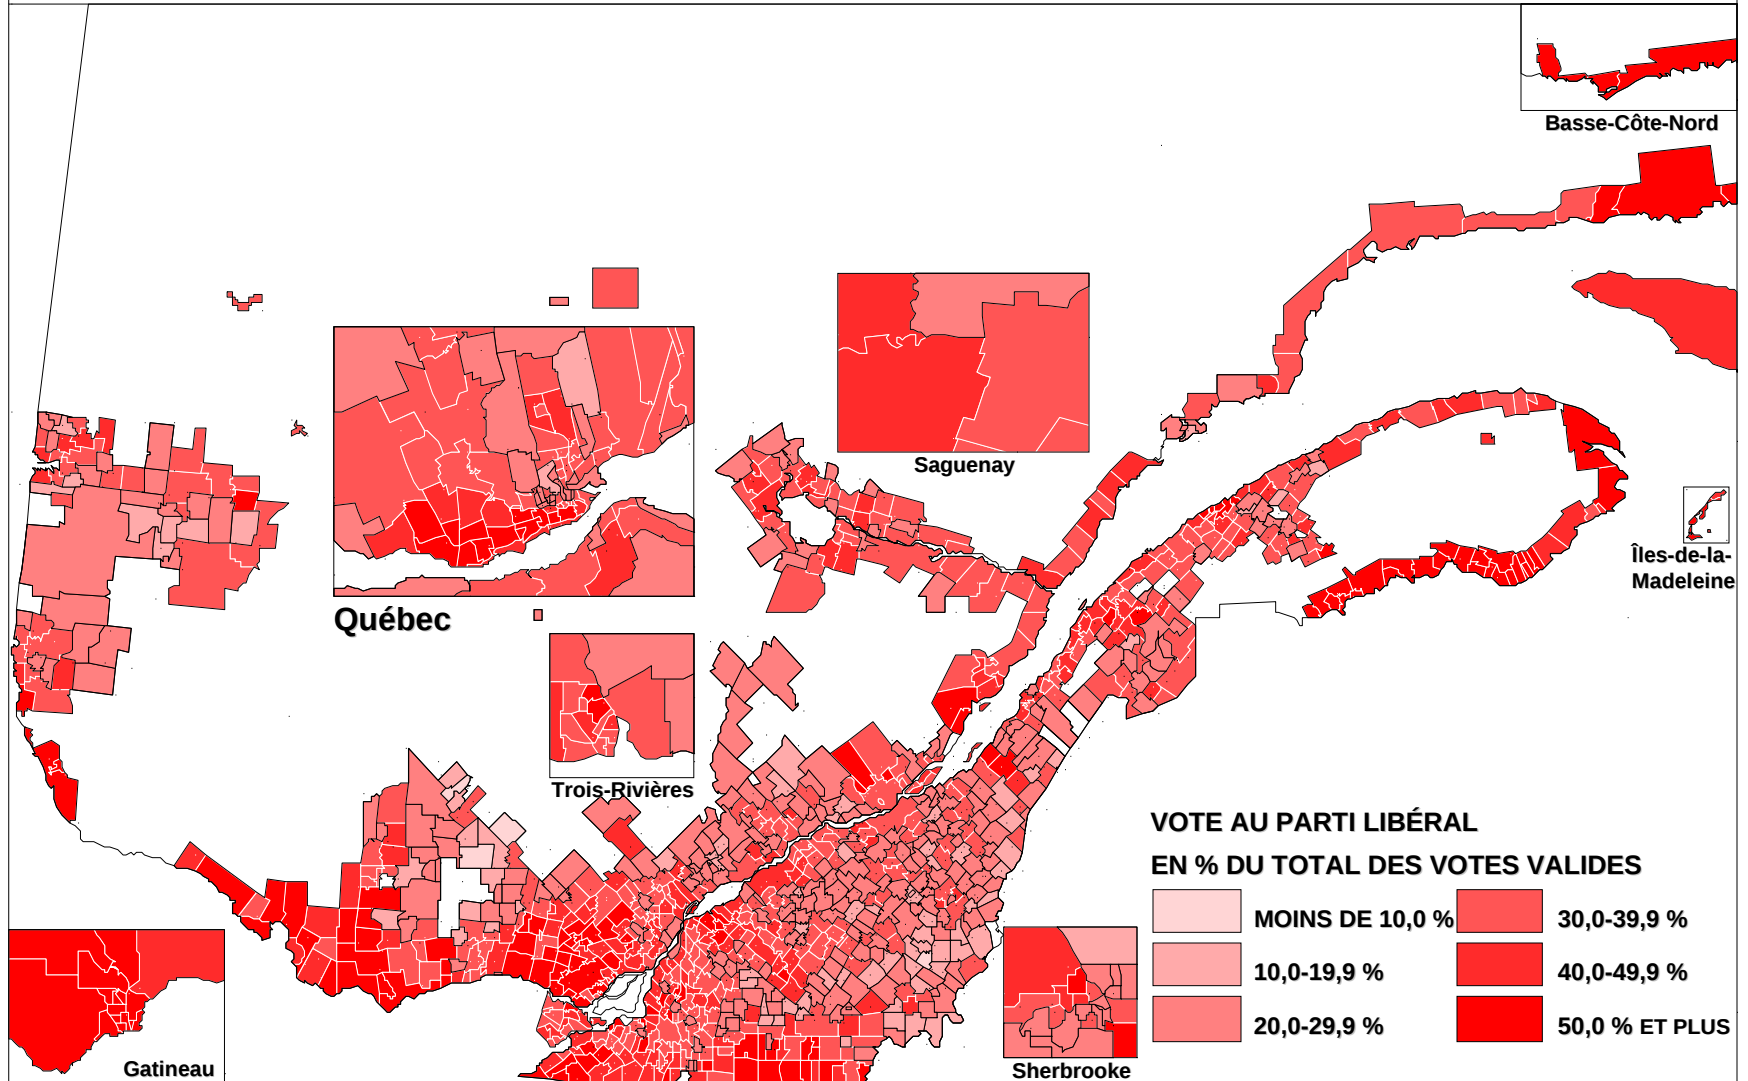 Basse-Côte-Nord
Saguenay
Îles-de-la-
Madeleine
Québec
Trois-Rivières
VOTE AU PARTI LIBÉRAL
EN % DU TOTAL DES VOTES VALIDES
MOINS DE 10,0 %
30,0-39,9 %
10,0-19,9 %
40,0-49,9 %
20,0-29,9 %
50,0 % ET PLUS
Gatineau
Sherbrooke